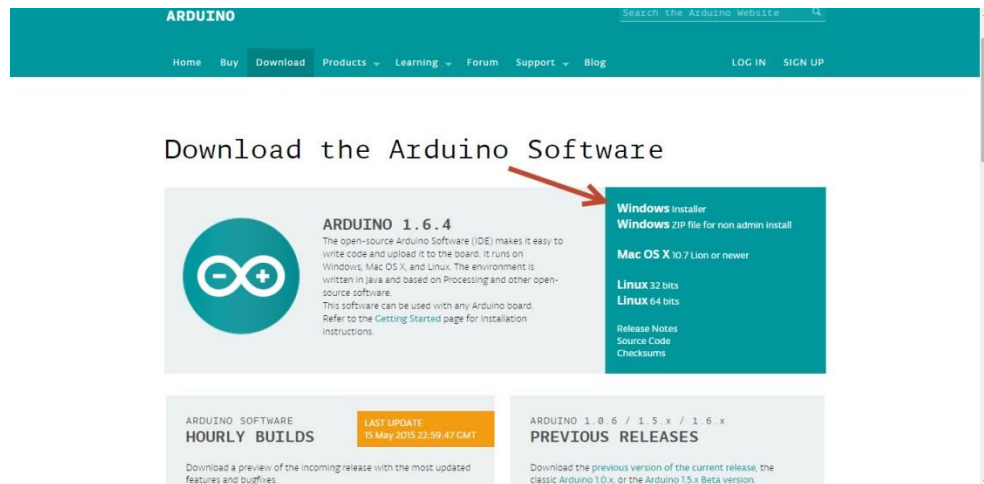 ARDUINO
Search the Arduino Website
Home Buy Download Products Learning Forum Support Blog LOG IN SIGN UP
Download the Arduino Software
ARDUINO 1.6.4
The open-source Arduino Software (IDE) makes it easy to
write code and upload it to the board. It runs on
Windows, Mac OS X, and Linux. The environment is
written in Java and based on Processing and other open-
source software.
This software can be used with any Arduino board.
Refer to the Getting Started page for Installation
instructions.
Windows Installer
Windows ZIP file for non admin install
Mac OS X 10.7 Lion or newer
Linux 32 bits
Linux 64 bits
Release Notes
Source Code
Checksums
ARDUINO SOFTWARE
HOURLY BUILDS
LAST UPDATE
15 May 2015 22:59:47 GMT
Download a preview of the incoming release with the most updated
features and bugfixes.
ARDUINO 1.0.6 / 1.5.x / 1.6.x
PREVIOUS RELEASES
Download the previous version of the current release, the
classic Arduino 1.0.x, or the Arduino 1.5.x Beta version.